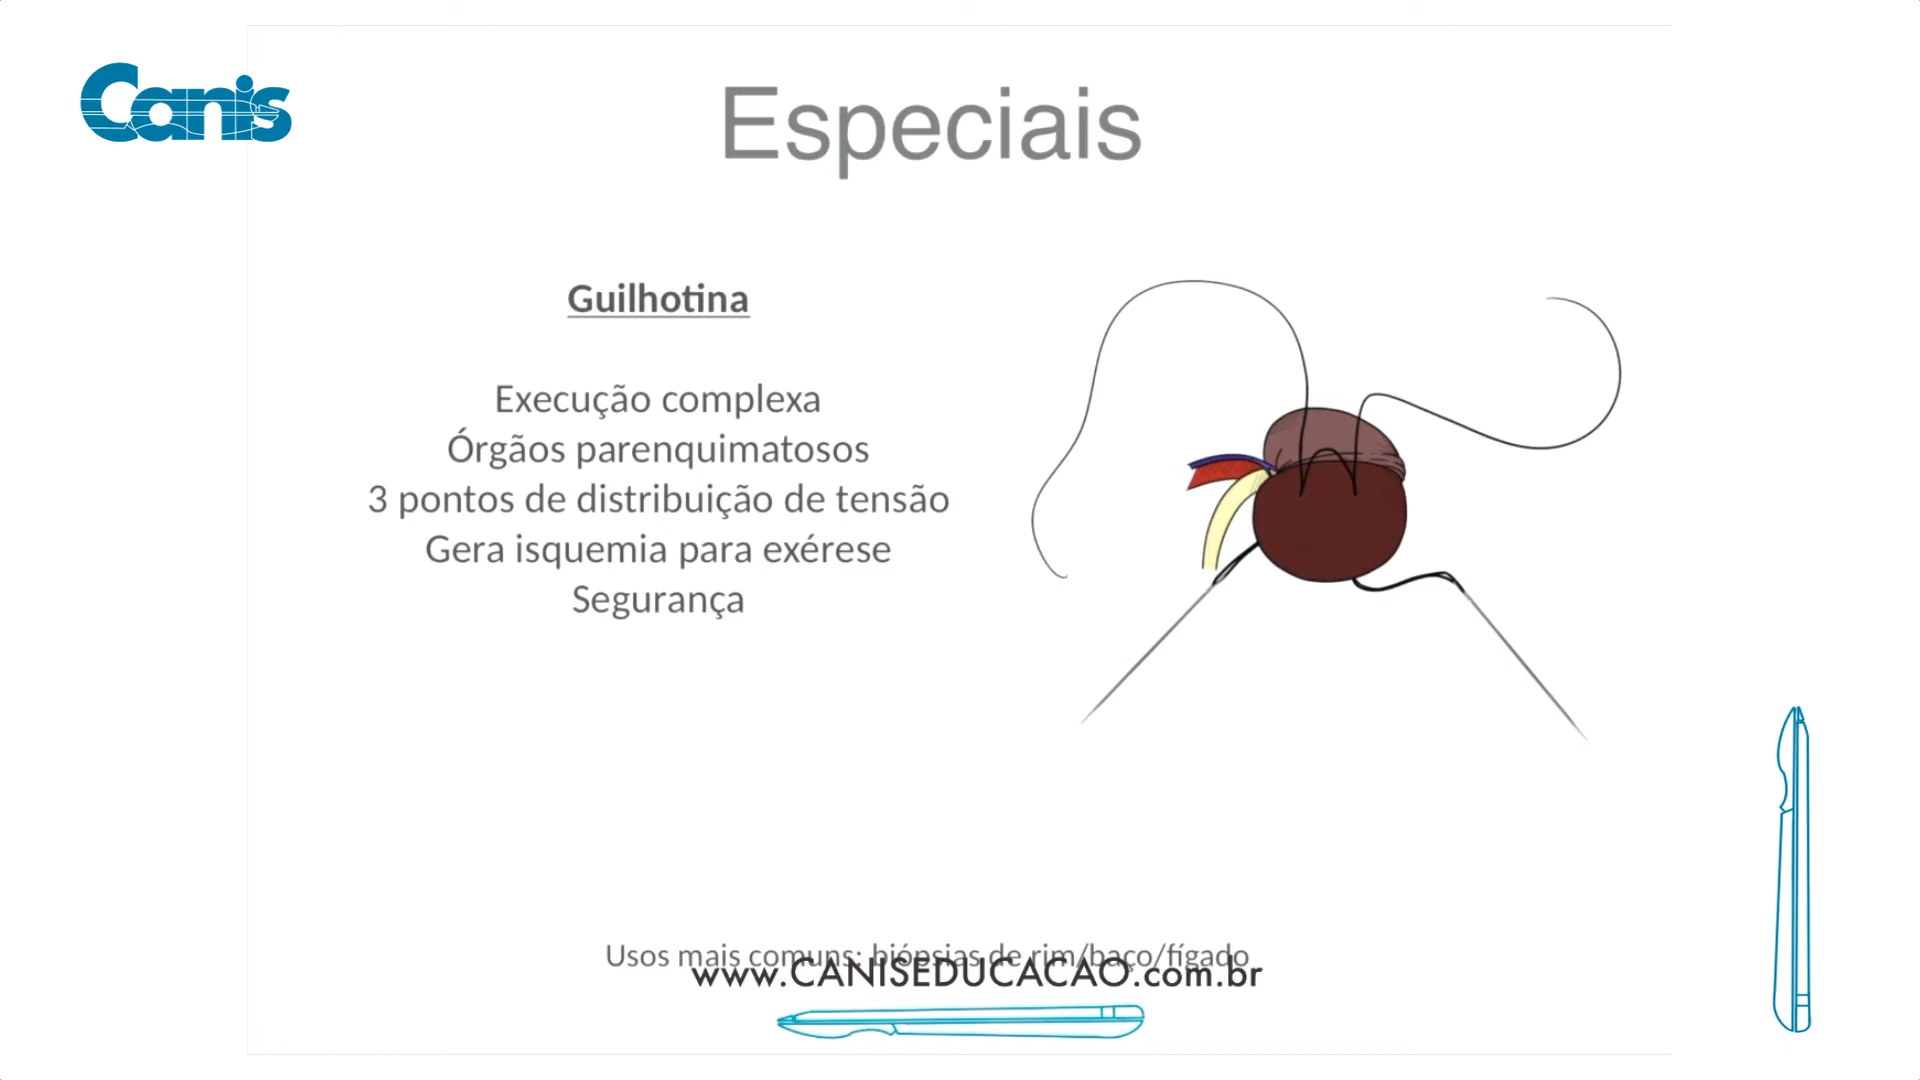 Canis
Especiais
Guilhotina
Execução complexa
Órgãos parenquimatosos
3 pontos de distribuição de tensão
Gera isquemia para exérese
Segurança
Usos mais comuns: biópsias de rim/baço/fígado
www.CANISEDUCACAO.com.br